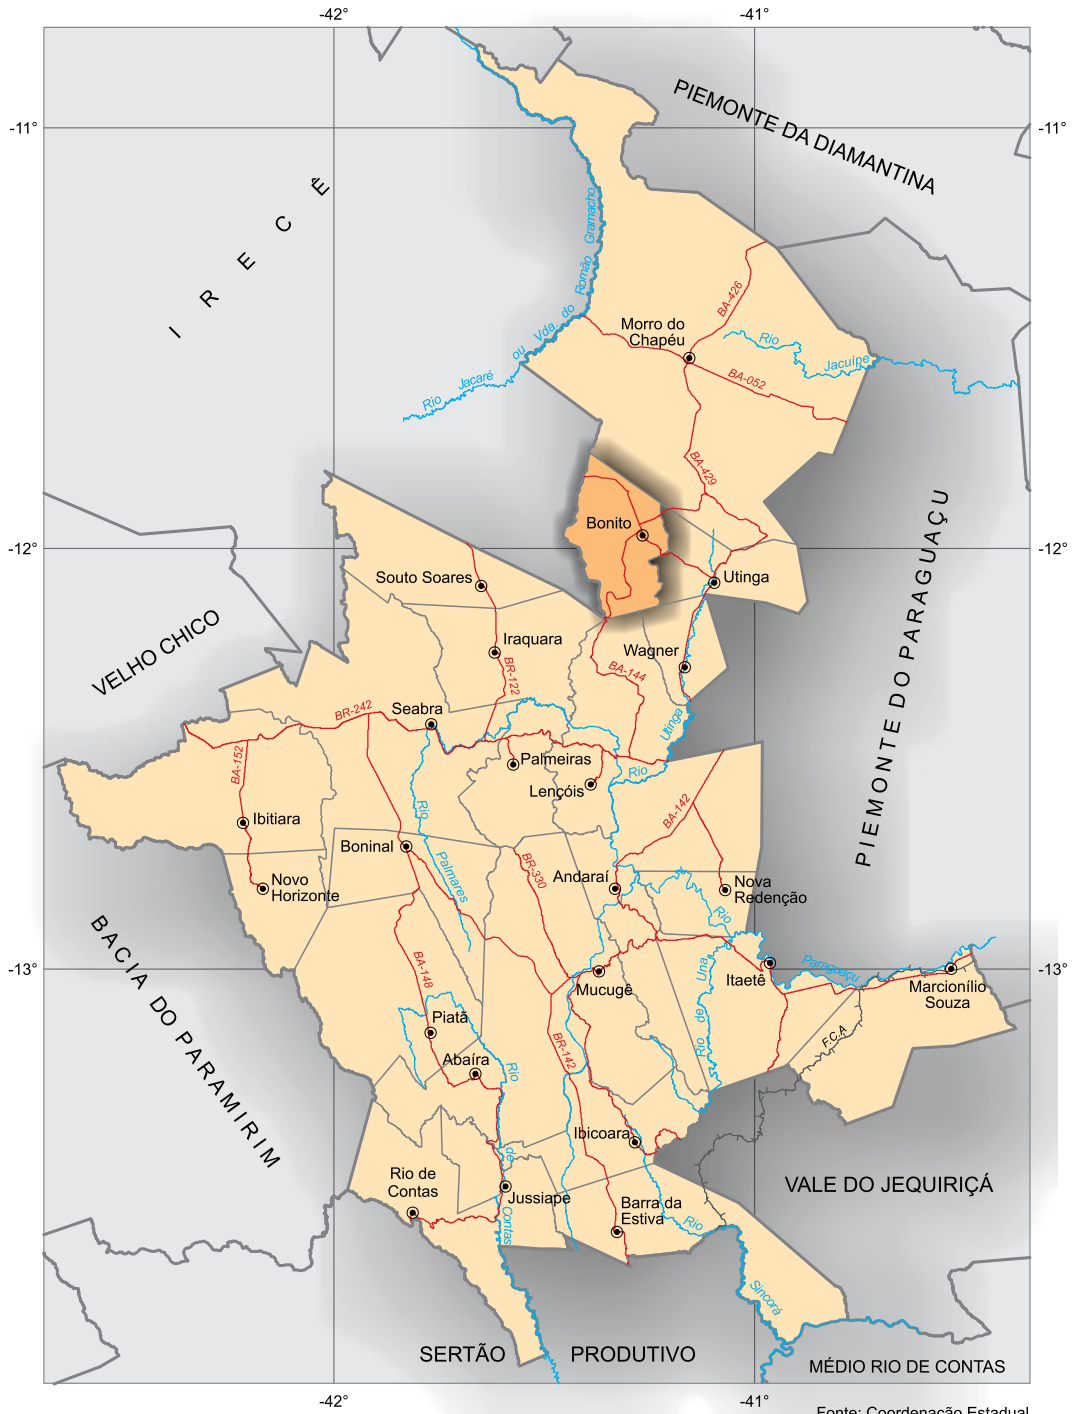 -42°
-41°
-11°
-11°
PIEMONTE DA DIAMANTINA
IRECÊ
Rio Jacaré ou Vda. do Romão Gramacho
BA-426
Morro do
Chapéu
Rio Jacuípe
BA-052
BA-429
Bonito
-12°
-12°
Souto Soares
Utinga
VELHO CHICO
Iraquara
Wagner
BR-122
BA-144
PIEMONTE DO PARAGUAÇU
BR-242
Seabra
Rio Utinga
BA-152
Palmeiras
Lençóis
BA-142
Ibitiara
Rio Palmares
Boninal
BR-330
Andaraí
Novo
Horizonte
Nova
Redenção
Rio Paraguaçu
BACIA DO PARAMIRIM
BA-148
-13°
-13°
Mucugê
Itaetê
Marcionílio
Souza
Rio de Una
Piatã
F.C.A
Abaíra
BR-142
Rio de Contas
Ibicoara
Rio de
Contas
Jussiape
VALE DO JEQUIRIÇÁ
Barra da
Estiva
Rio Sincorá
SERTÃO PRODUTIVO
MÉDIO RIO DE CONTAS
-42°
-41°
Fonte: Coordenação Estadual